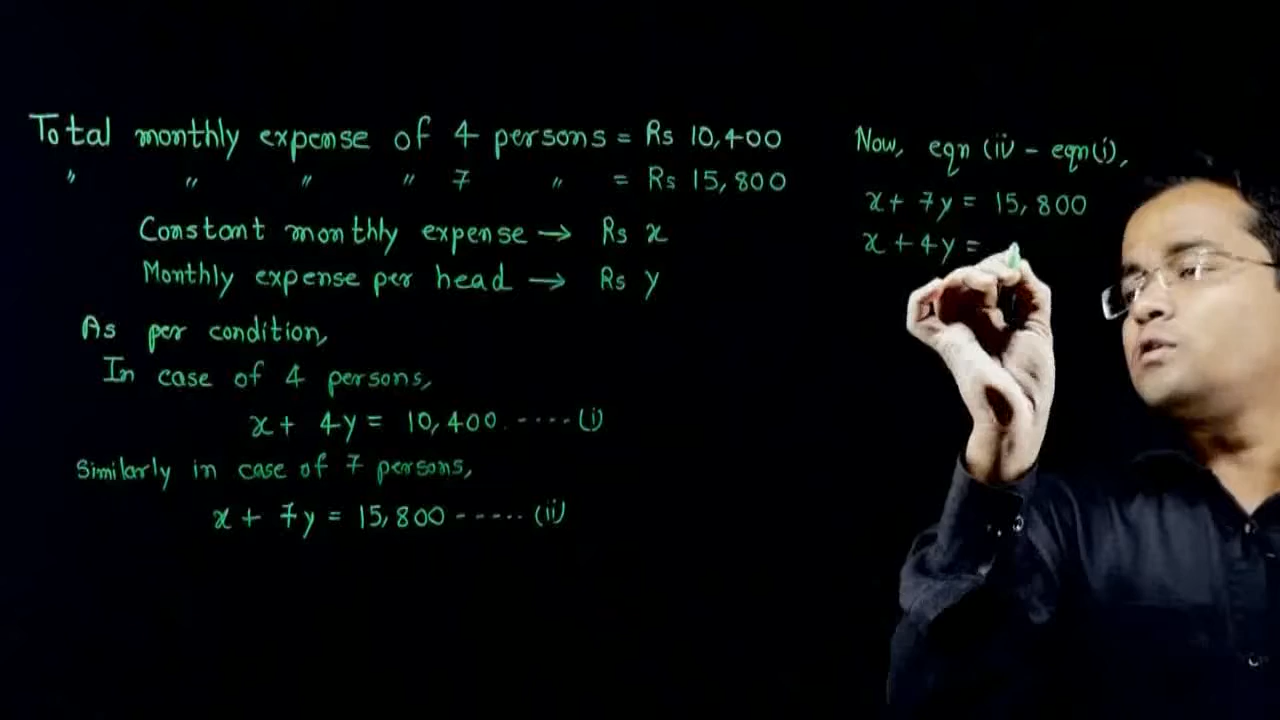 Total monthly expense of 4 persons = Rs 10,400
" " " " 7 " = Rs 15,800
Constant monthly expense → Rs x
Monthly expense per head → Rs y
As per condition,
In case of 4 persons,
x + 4y = 10,400 ---- (i)
Similarly in case of 7 persons,
x + 7y = 15,800 ----- (ii)
Now, eqn (ii) - eqn(i),
x + 7y = 15,800
x + 4y =